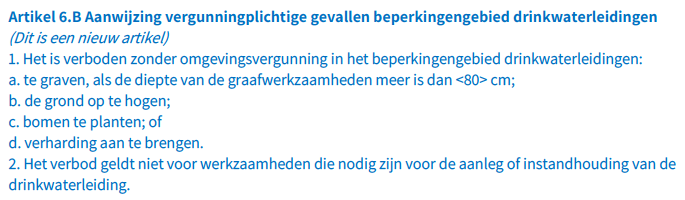 Artikel 6.B Aanwijzing vergunningplichtige gevallen beperkingengebied drinkwaterleidingen
(Dit is een nieuw artikel)
1. Het is verboden zonder omgevingsvergunning in het beperkingengebied drinkwaterleidingen:
a. te graven, als de diepte van de graafwerkzaamheden meer is dan <80> cm;
b. de grond op te hogen;
c. bomen te planten; of
d. verharding aan te brengen.
2. Het verbod geldt niet voor werkzaamheden die nodig zijn voor de aanleg of instandhouding van de
drinkwaterleiding.